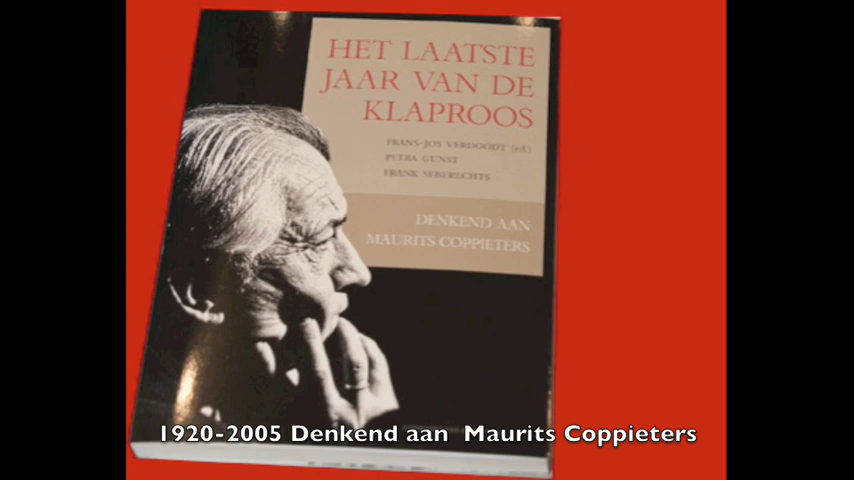 HET LAATSTE
JAAR VAN DE
KLAPROOS
FRANS-JOS VERDOODT (ed.)
PETRA GUNST
FRANK SEBERECHTS
DENKEND AAN
MAURITS COPPIETERS
1920-2005 Denkend aan Maurits Coppieters